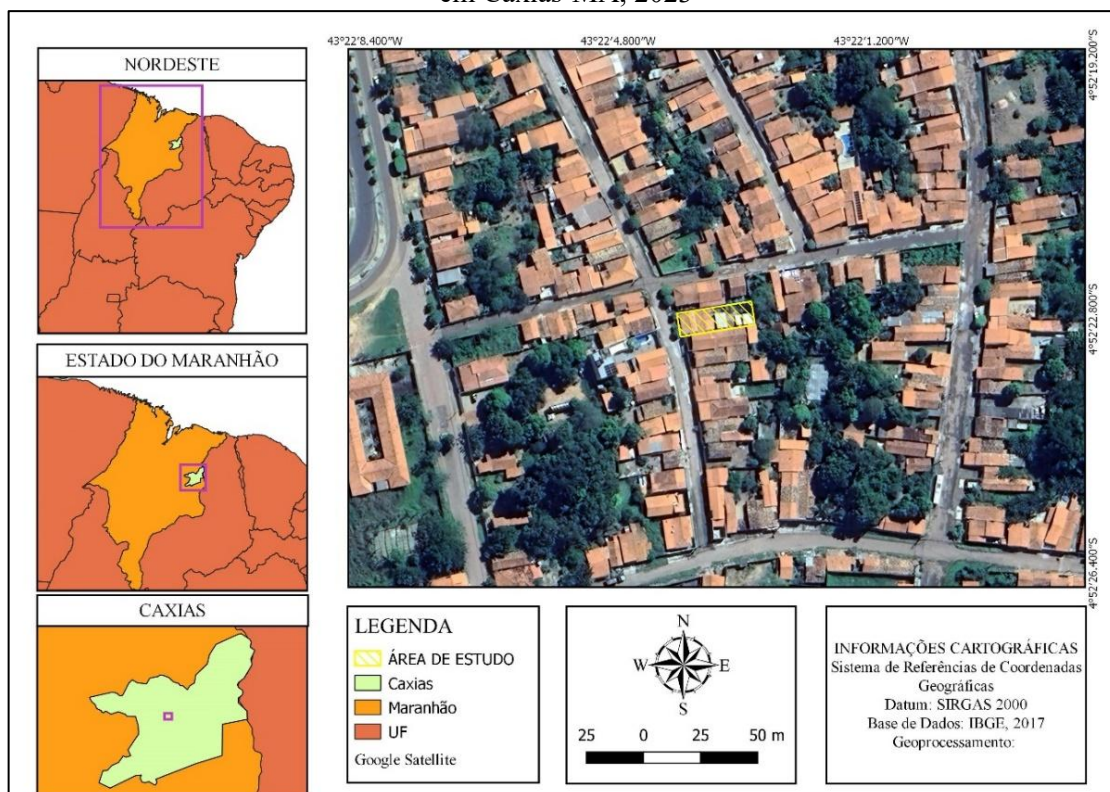 em Caxias-MA, 2023
NORDESTE
ESTADO DO MARANHÃO
CAXIAS
43°22'8.400"W
43°22'4.800"W
43°22'1.200"W
4°52'19.200"S
4°52'22.800"S
4°52'26.400"S
LEGENDA
ÁREA DE ESTUDO
Caxias
Maranhão
UF
Google Satellite
N
W
E
S
25 0 25 50 m
INFORMAÇÕES CARTOGRÁFICAS
Sistema de Referências de Coordenadas
Geográficas
Datum: SIRGAS 2000
Base de Dados: IBGE, 2017
Geoprocessamento: